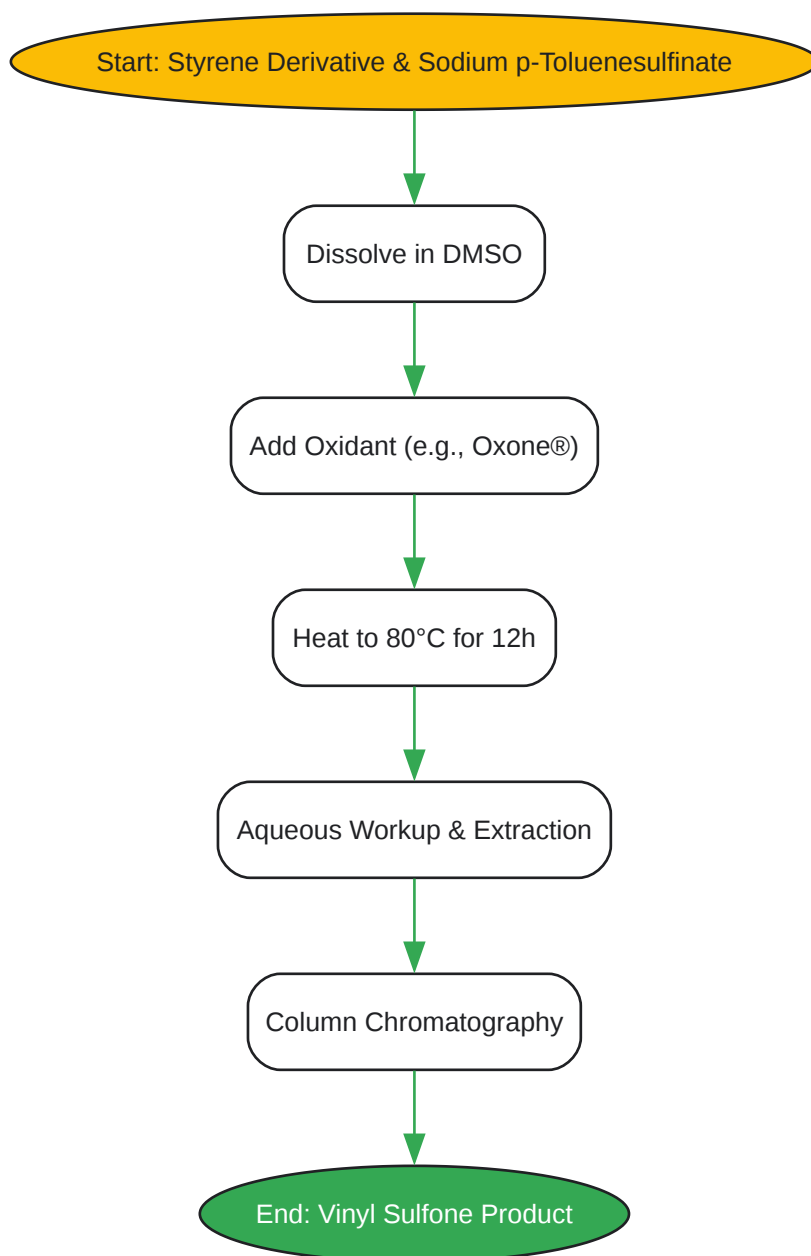 Start: Styrene Derivative & Sodium p-Toluenesulfinate
Dissolve in DMSO
Add Oxidant (e.g., Oxone®)
Heat to 80°C for 12h
Aqueous Workup & Extraction
Column Chromatography
End: Vinyl Sulfone Product